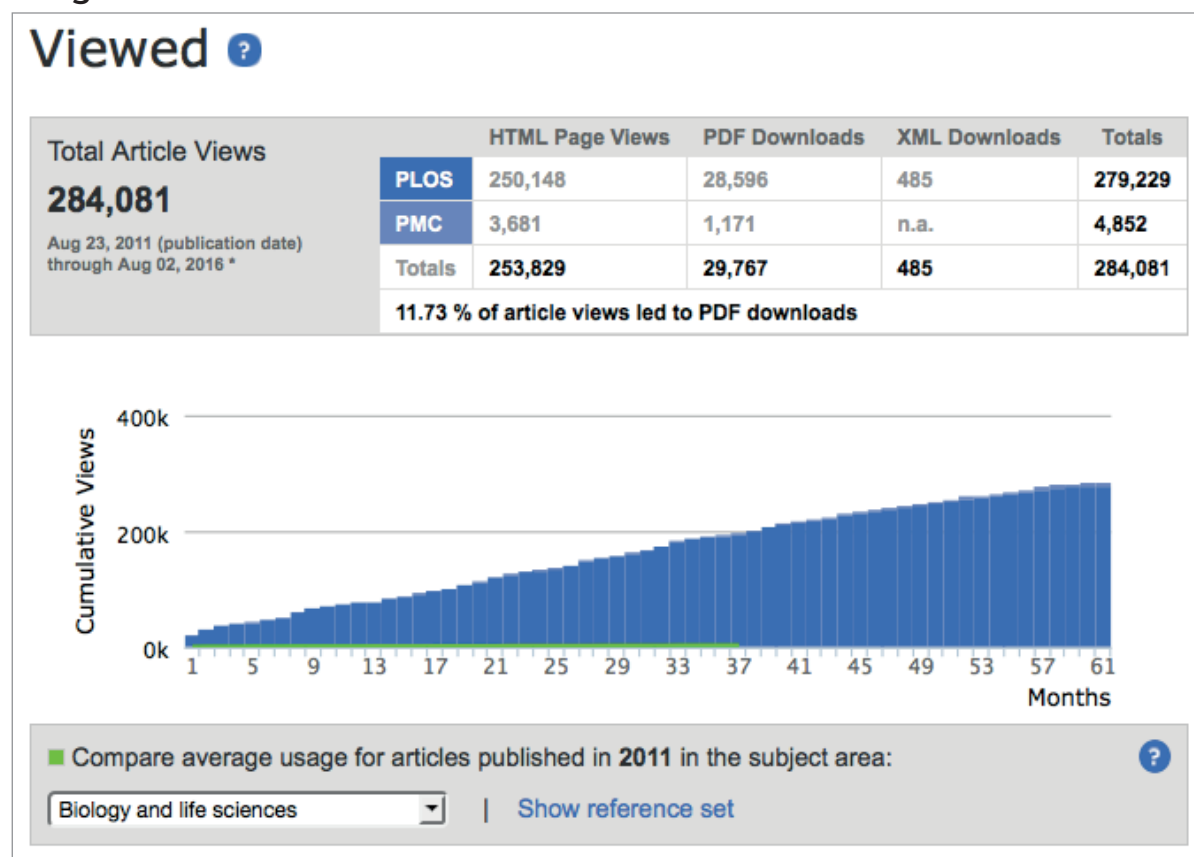 Viewed ?
Total Article Views
284,081
Aug 23, 2011 (publication date)
through Aug 02, 2016 *
HTML Page Views PDF Downloads XML Downloads Totals
PLOS 250,148 28,596 485 279,229
PMC 3,681 1,171 n.a. 4,852
Totals 253,829 29,767 485 284,081
11.73 % of article views led to PDF downloads
Cumulative Views
400k
200k
0k
1 5 9 13 17 21 25 29 33 37 41 45 49 53 57 61
Months
Compare average usage for articles published in 2011 in the subject area: ?
Biology and life sciences | Show reference set